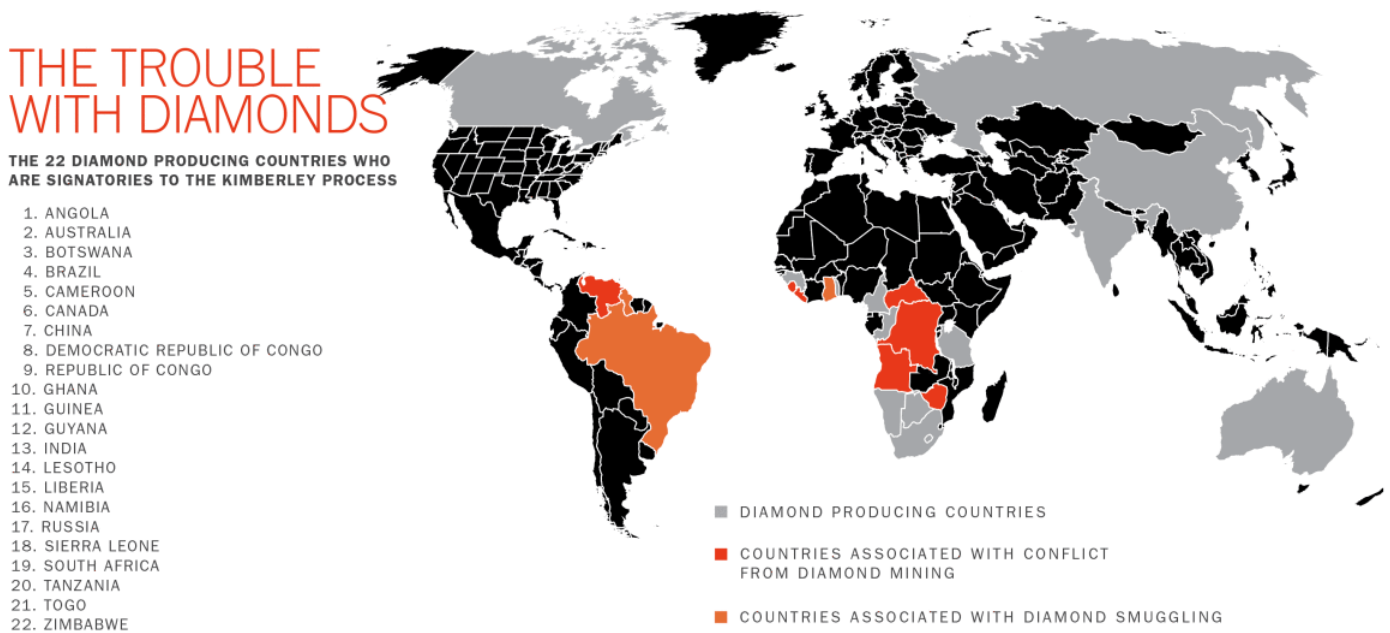 THE TROUBLE
WITH DIAMONDS
THE 22 DIAMOND PRODUCING COUNTRIES WHO
ARE SIGNATORIES TO THE KIMBERLEY PROCESS
1. ANGOLA
2. AUSTRALIA
3. BOTSWANA
4. BRAZIL
5. CAMEROON
6. CANADA
7. CHINA
8. DEMOCRATIC REPUBLIC OF CONGO
9. REPUBLIC OF CONGO
10. GHANA
11. GUINEA
12. GUYANA
13. INDIA
14. LESOTHO
15. LIBERIA
16. NAMIBIA
17. RUSSIA
18. SIERRA LEONE
19. SOUTH AFRICA
20. TANZANIA
21. TOGO
22. ZIMBABWE
DIAMOND PRODUCING COUNTRIES
COUNTRIES ASSOCIATED WITH CONFLICT
FROM DIAMOND MINING
COUNTRIES ASSOCIATED WITH DIAMOND SMUGGLING